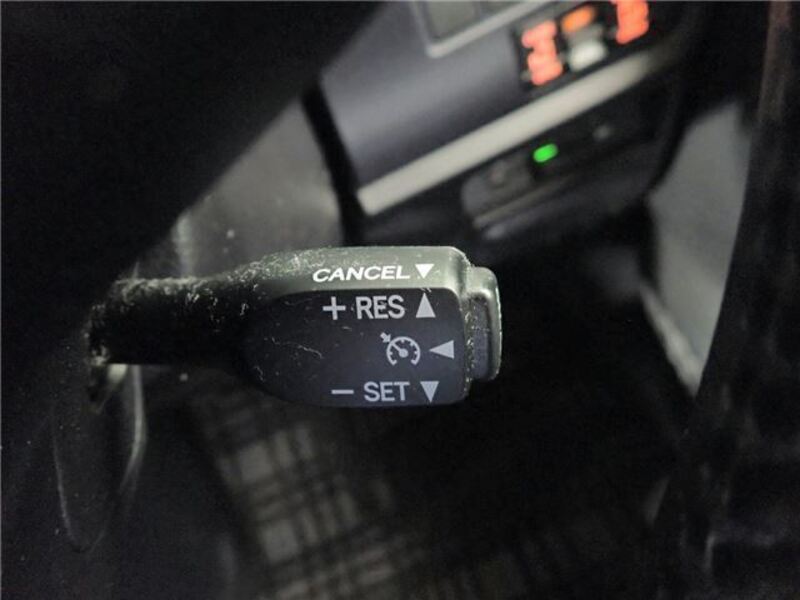 CANCEL▼
+ RES ▲
◀
− SET ▼